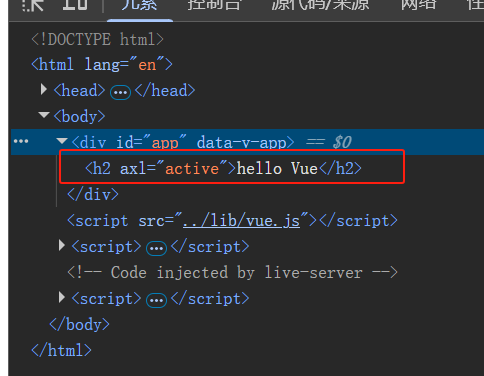 元素 控制台 源代码/来源 网络
<!DOCTYPE html>
<html lang="en">
<head> … </head>
<body>
… <div id="app" data-v-app> == $0
<h2 axl="active">hello Vue</h2>
</div>
<script src="../lib/vue.js"></script>
<script> … </script>
<!-- Code injected by live-server -->
<script> … </script>
</body>
</html>